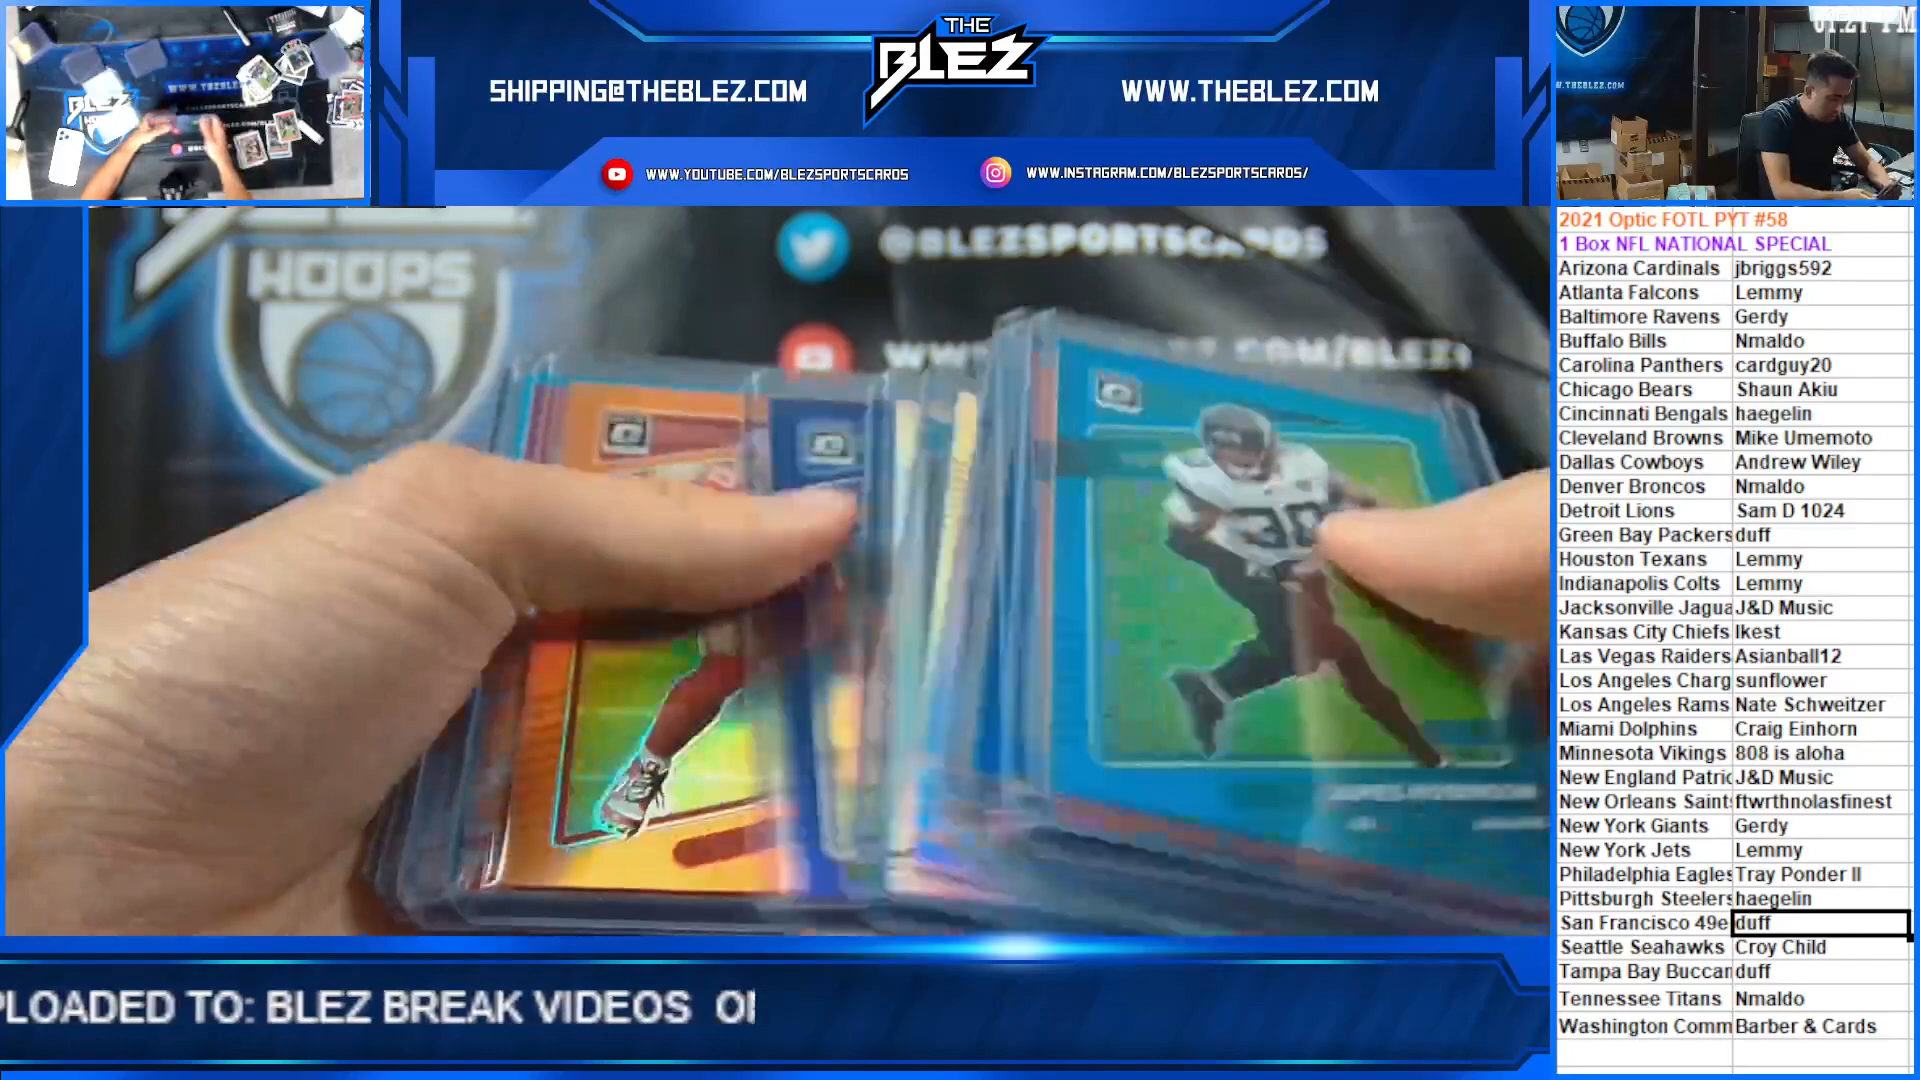 THE
BLEZ
SHIPPING@THEBLEZ.COM
WWW.THEBLEZ.COM
WWW.YOUTUBE.COM/BLEZSPORTSCARDS
WWW.INSTAGRAM.COM/BLEZSPORTSCARDS/
HOOPS
@BLEZSPORTSCARDS
30
2021 Optic FOTL PYT #58
1 Box NFL NATIONAL SPECIAL
Arizona Cardinals jbriggs592
Atlanta Falcons Lemmy
Baltimore Ravens Gerdy
Buffalo Bills Nmaldo
Carolina Panthers cardguy20
Chicago Bears Shaun Akiu
Cincinnati Bengals haegelin
Cleveland Browns Mike Umemoto
Dallas Cowboys Andrew Wiley
Denver Broncos Nmaldo
Detroit Lions Sam D 1024
Green Bay Packers duff
Houston Texans Lemmy
Indianapolis Colts Lemmy
Jacksonville Jagua J&D Music
Kansas City Chiefs Ikest
Las Vegas Raiders Asianball12
Los Angeles Charg sunflower
Los Angeles Rams Nate Schweitzer
Miami Dolphins Craig Einhorn
Minnesota Vikings 808 is aloha
New England Patric J&D Music
New Orleans Saints ftwrthnolasfinest
New York Giants Gerdy
New York Jets Lemmy
Philadelphia Eagles Tray Ponder II
Pittsburgh Steelers haegelin
San Francisco 49e duff
Seattle Seahawks Croy Child
Tampa Bay Buccan duff
Tennessee Titans Nmaldo
Washington Comm Barber & Cards
PLOADED TO: BLEZ BREAK VIDEOS